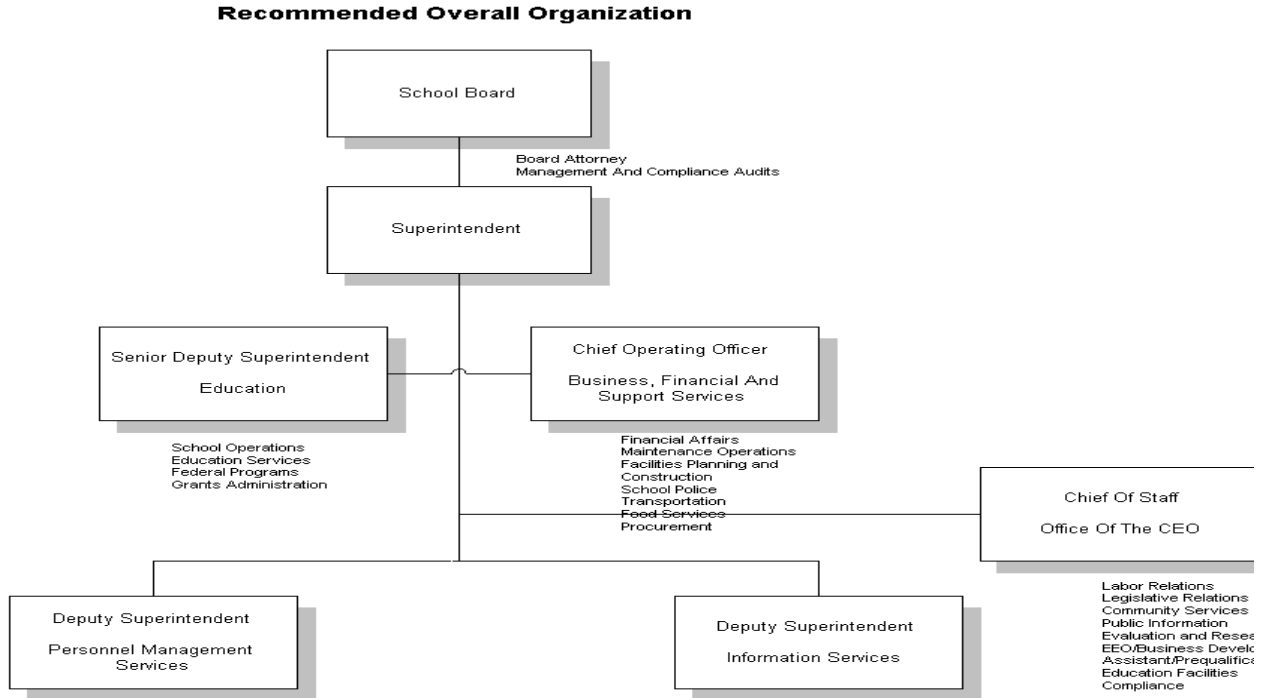 Recommended Overall Organization
School Board
Board Attorney
Management And Compliance Audits
Superintendent
Senior Deputy Superintendent
Education
School Operations
Education Services
Federal Programs
Grants Administration
Chief Operating Officer
Business, Financial And
Support Services
Financial Affairs
Maintenance Operations
Facilities Planning and
Construction
School Police
Transportation
Food Services
Procurement
Chief Of Staff
Office Of The CEO
Labor Relations
Legislative Relations
Community Services
Public Information
Evaluation and
EEO/Business
Education Facilities
Compliance
Deputy Superintendent
Personnel Management
Services
Deputy Superintendent
Information Services